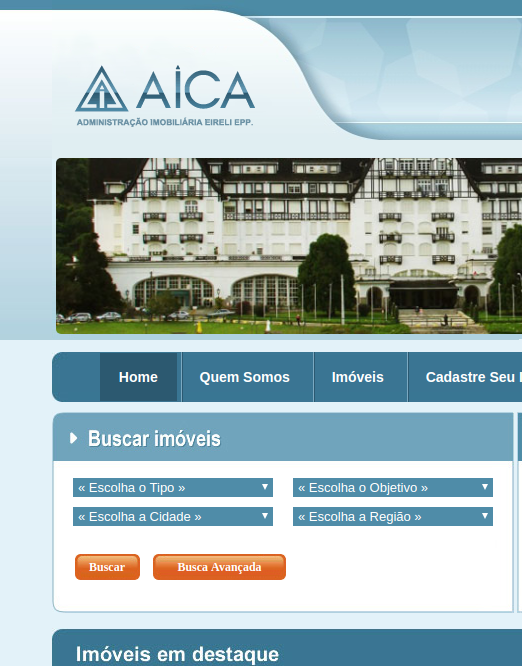 AICA
ADMINISTRAÇÃO IMOBILIÁRIA EIRELI EPP.
Home Quem Somos Imóveis Cadastre Seu
Buscar imóveis
« Escolha o Tipo » « Escolha o Objetivo »
« Escolha a Cidade » « Escolha a Região »
Buscar Busca Avançada
Imóveis em destaque